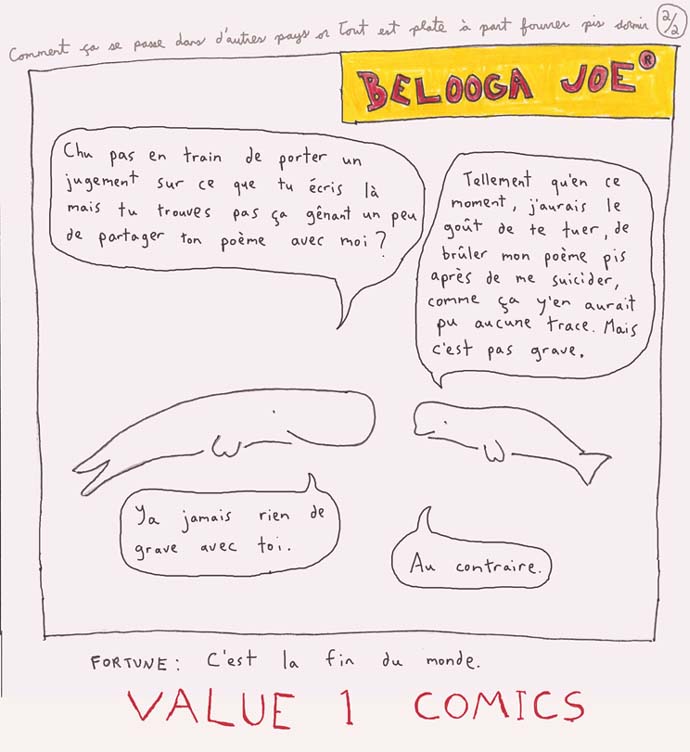 Comment ça se passe dans d'autres pays or Tout est plate à part fourrer pis dormir 2/2
BELOOGA JOE®
Chu pas en train de porter un
jugement sur ce que tu écris là
mais tu trouves pas ça gênant un peu
de partager ton poème avec moi?
Tellement qu'en ce
moment, j'aurais le
goût de te tuer, de
brûler mon poème pis
après de me suicider,
comme ça y'en aurait
pu aucune trace. Mais
c'est pas grave.
Ya jamais rien de
grave avec toi.
Au contraire.
FORTUNE: C'est la fin du monde.
VALUE 1 COMICS